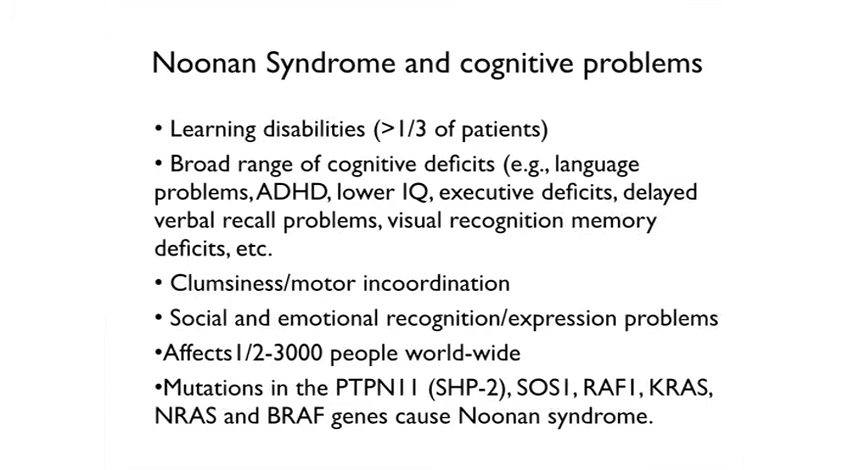 Noonan Syndrome and cognitive problems
• Learning disabilities (>1/3 of patients)
• Broad range of cognitive deficits (e.g., language
problems, ADHD, lower IQ, executive deficits, delayed
verbal recall problems, visual recognition memory
deficits, etc.
• Clumsiness/motor incoordination
• Social and emotional recognition/expression problems
•Affects1/2-3000 people world-wide
•Mutations in the PTPN11 (SHP-2), SOS1, RAF1, KRAS,
NRAS and BRAF genes cause Noonan syndrome.